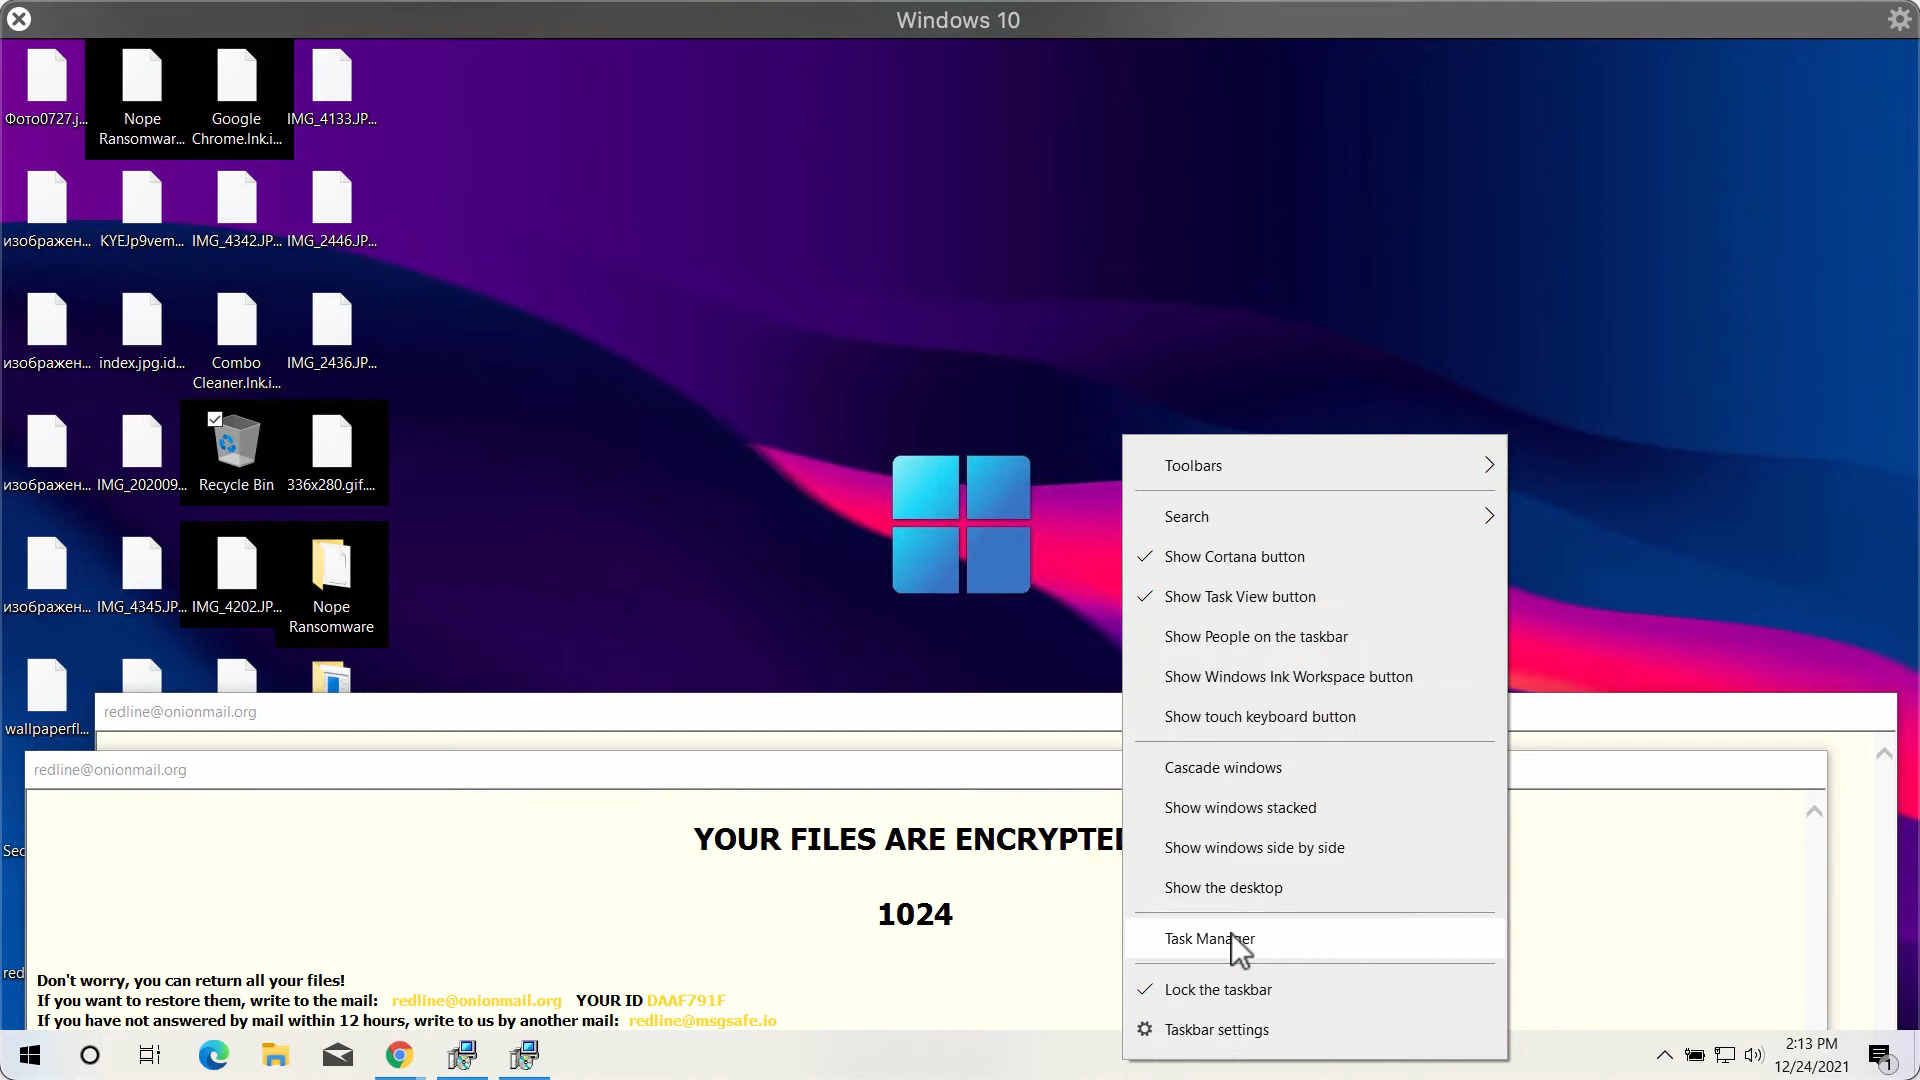 Windows 10
Фото0727.j...
Nope
Ransomwar...
Google
Chrome.lnk.i...
IMG_4133.JP...
изображен...
KYEJp9vem...
IMG_4342.JP...
IMG_2446.JP...
изображен...
index.jpg.id...
Combo
Cleaner.lnk.i...
IMG_2436.JP...
изображен...
IMG_202009...
Recycle Bin
336x280.gif....
изображен...
IMG_4345.JP...
IMG_4202.JP...
Nope
Ransomware
wallpaperfl...
Sec
red
redline@onionmail.org
redline@onionmail.org
YOUR FILES ARE ENCRYPTE
1024
Don't worry, you can return all your files!
If you want to restore them, write to the mail: redline@onionmail.org YOUR ID DAAF791F
If you have not answered by mail within 12 hours, write to us by another mail: redline@msgsafe.io
Toolbars
Search
Show Cortana button
Show Task View button
Show People on the taskbar
Show Windows Ink Workspace button
Show touch keyboard button
Cascade windows
Show windows stacked
Show windows side by side
Show the desktop
Task Manager
Lock the taskbar
Taskbar settings
2:13 PM
12/24/2021
1